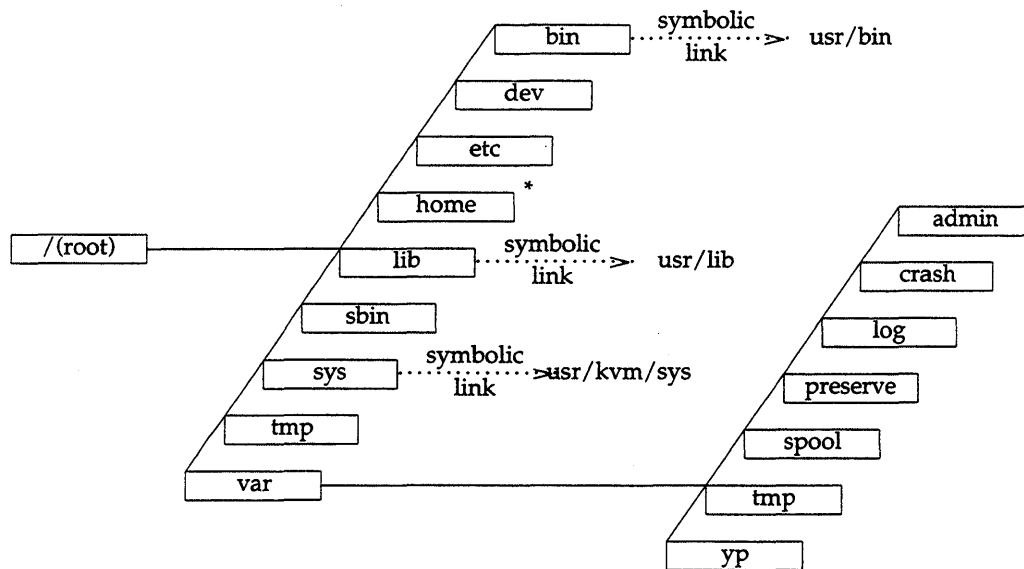 symbolic
bin
link
usr/bin
dev
etc
*
home
/(root)
lib
symbolic
link
usr/lib
sbin
sys
symbolic
link
usr/kvm/sys
tmp
var
admin
crash
log
preserve
spool
tmp
yp